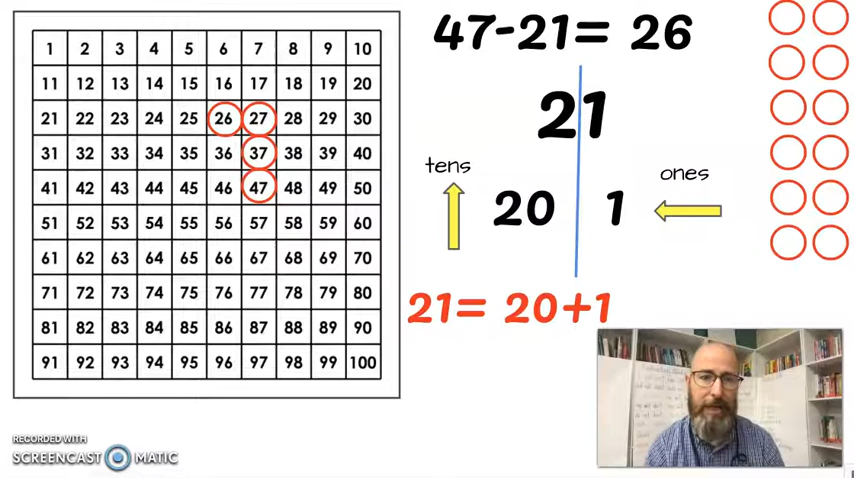 1 2 3 4 5 6 7 8 9 10
11 12 13 14 15 16 17 18 19 20
21 22 23 24 25 26 27 28 29 30
31 32 33 34 35 36 37 38 39 40
41 42 43 44 45 46 47 48 49 50
51 52 53 54 55 56 57 58 59 60
61 62 63 64 65 66 67 68 69 70
71 72 73 74 75 76 77 78 79 80
81 82 83 84 85 86 87 88 89 90
91 92 93 94 95 96 97 98 99 100
47-21= 26
21
tens
ones
20 1
21= 20+1
RECORDED WITH
SCREENCAST MATIC